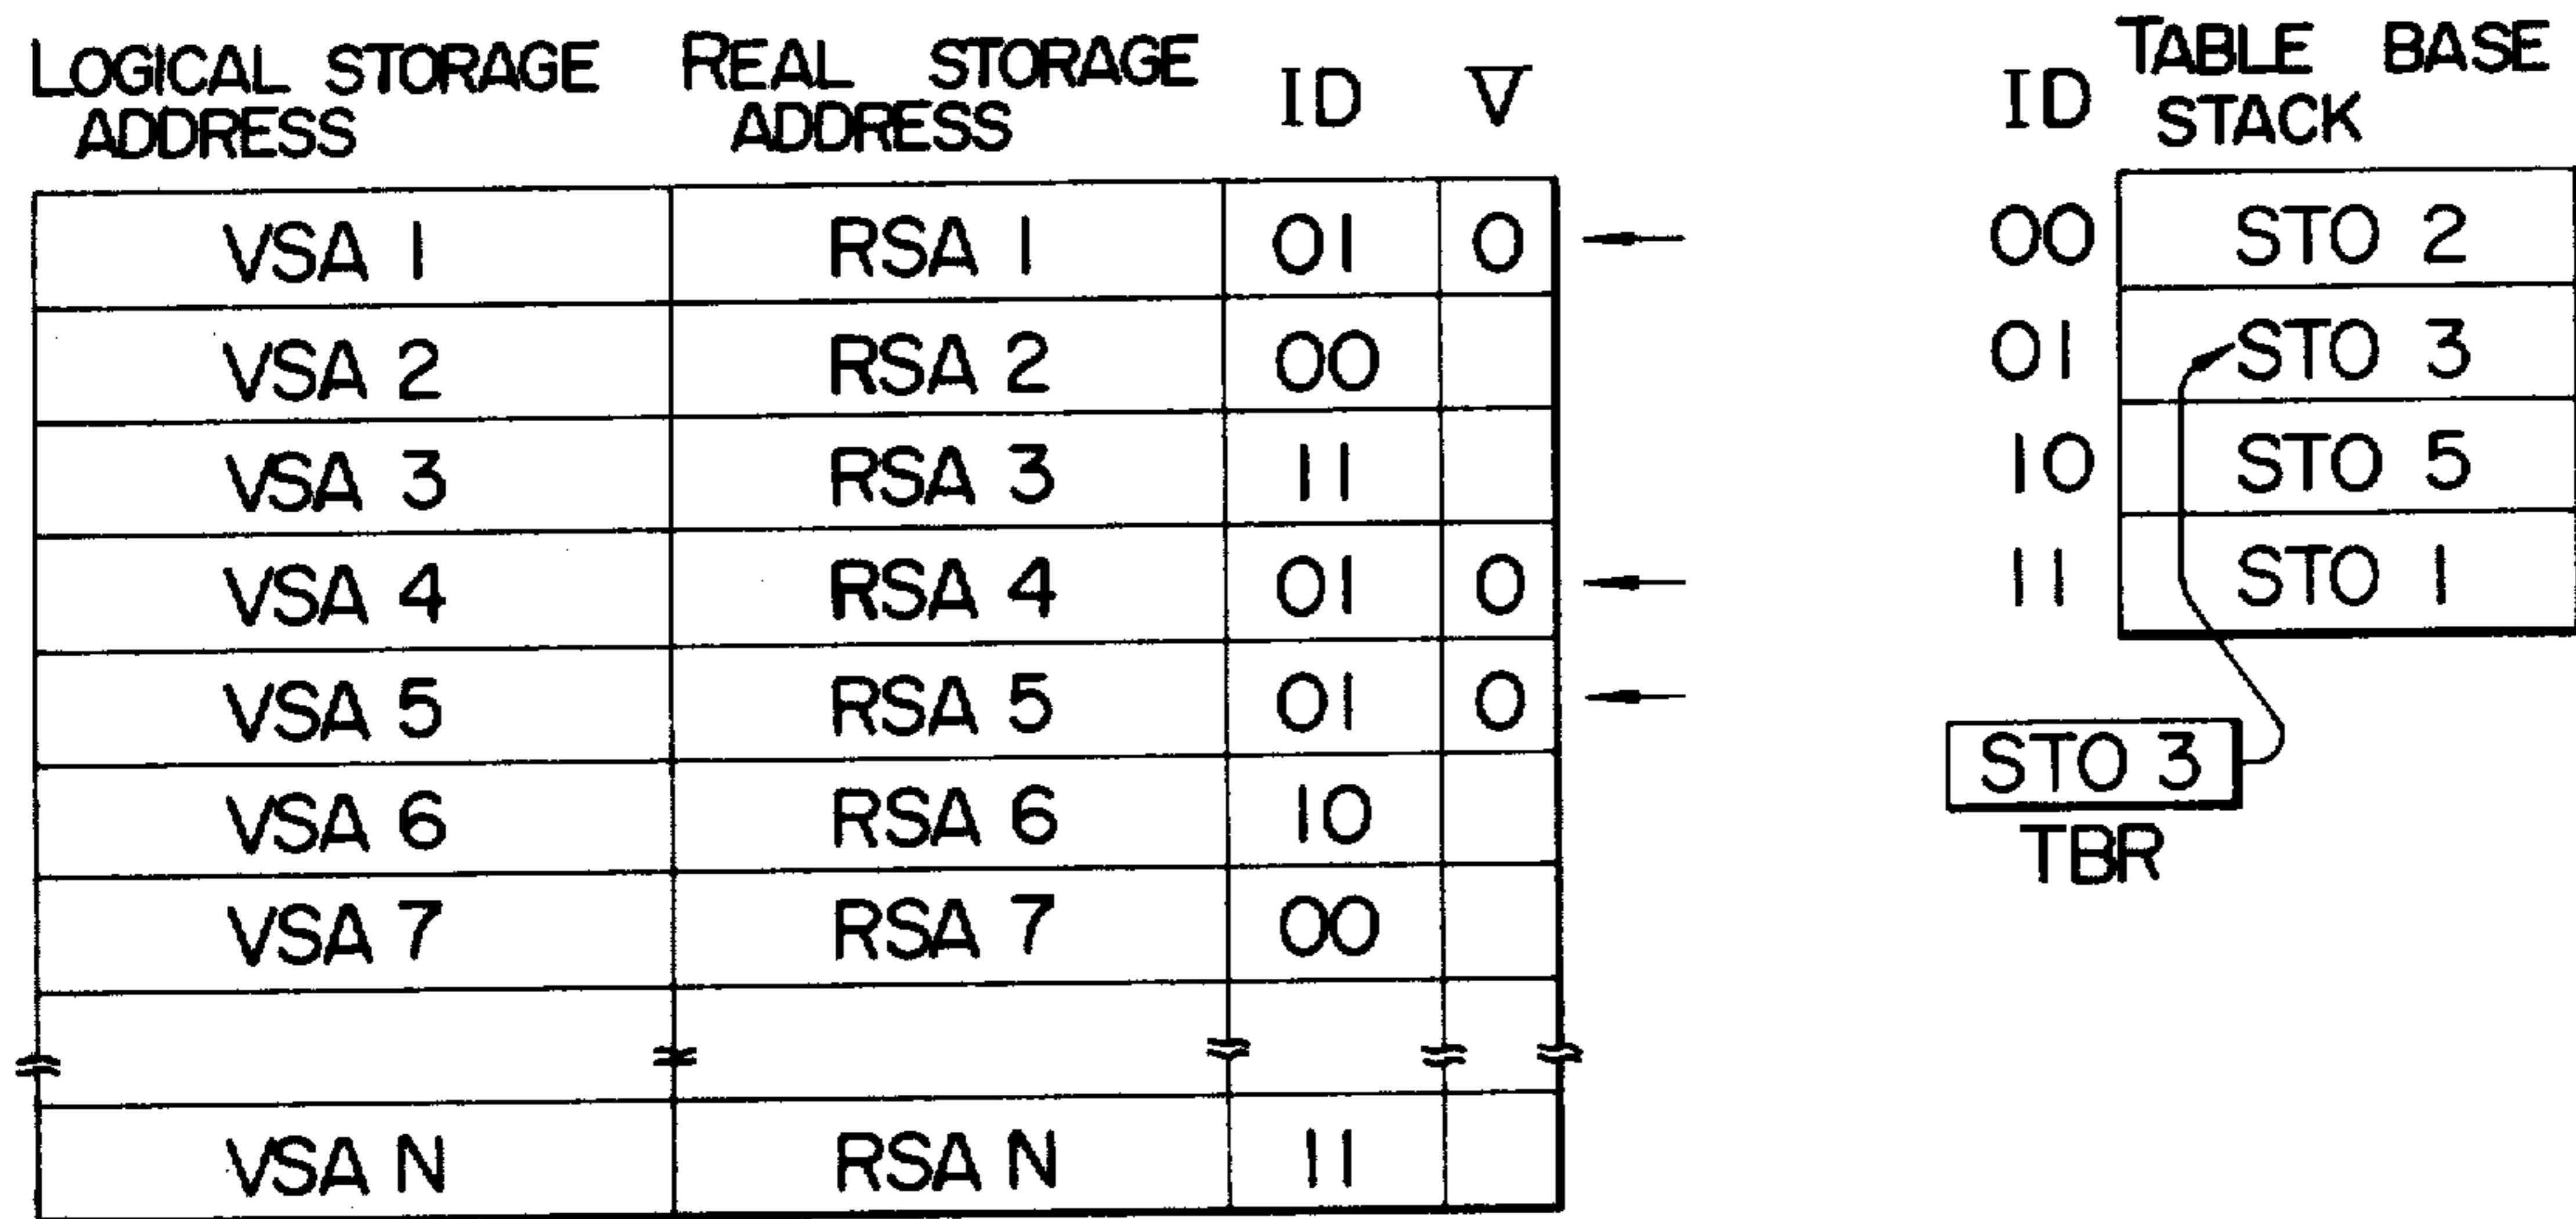 LOGICAL STORAGE ADDRESS REAL STORAGE ADDRESS ID V
VSA 1 RSA 1 01 0
VSA 2 RSA 2 00
VSA 3 RSA 3 11
VSA 4 RSA 4 01 0
VSA 5 RSA 5 01 0
VSA 6 RSA 6 10
VSA 7 RSA 7 00
VSA N RSA N 11
ID TABLE BASE STACK
00 STO 2
01 STO 3
10 STO 5
11 STO 1
STO 3
TBR